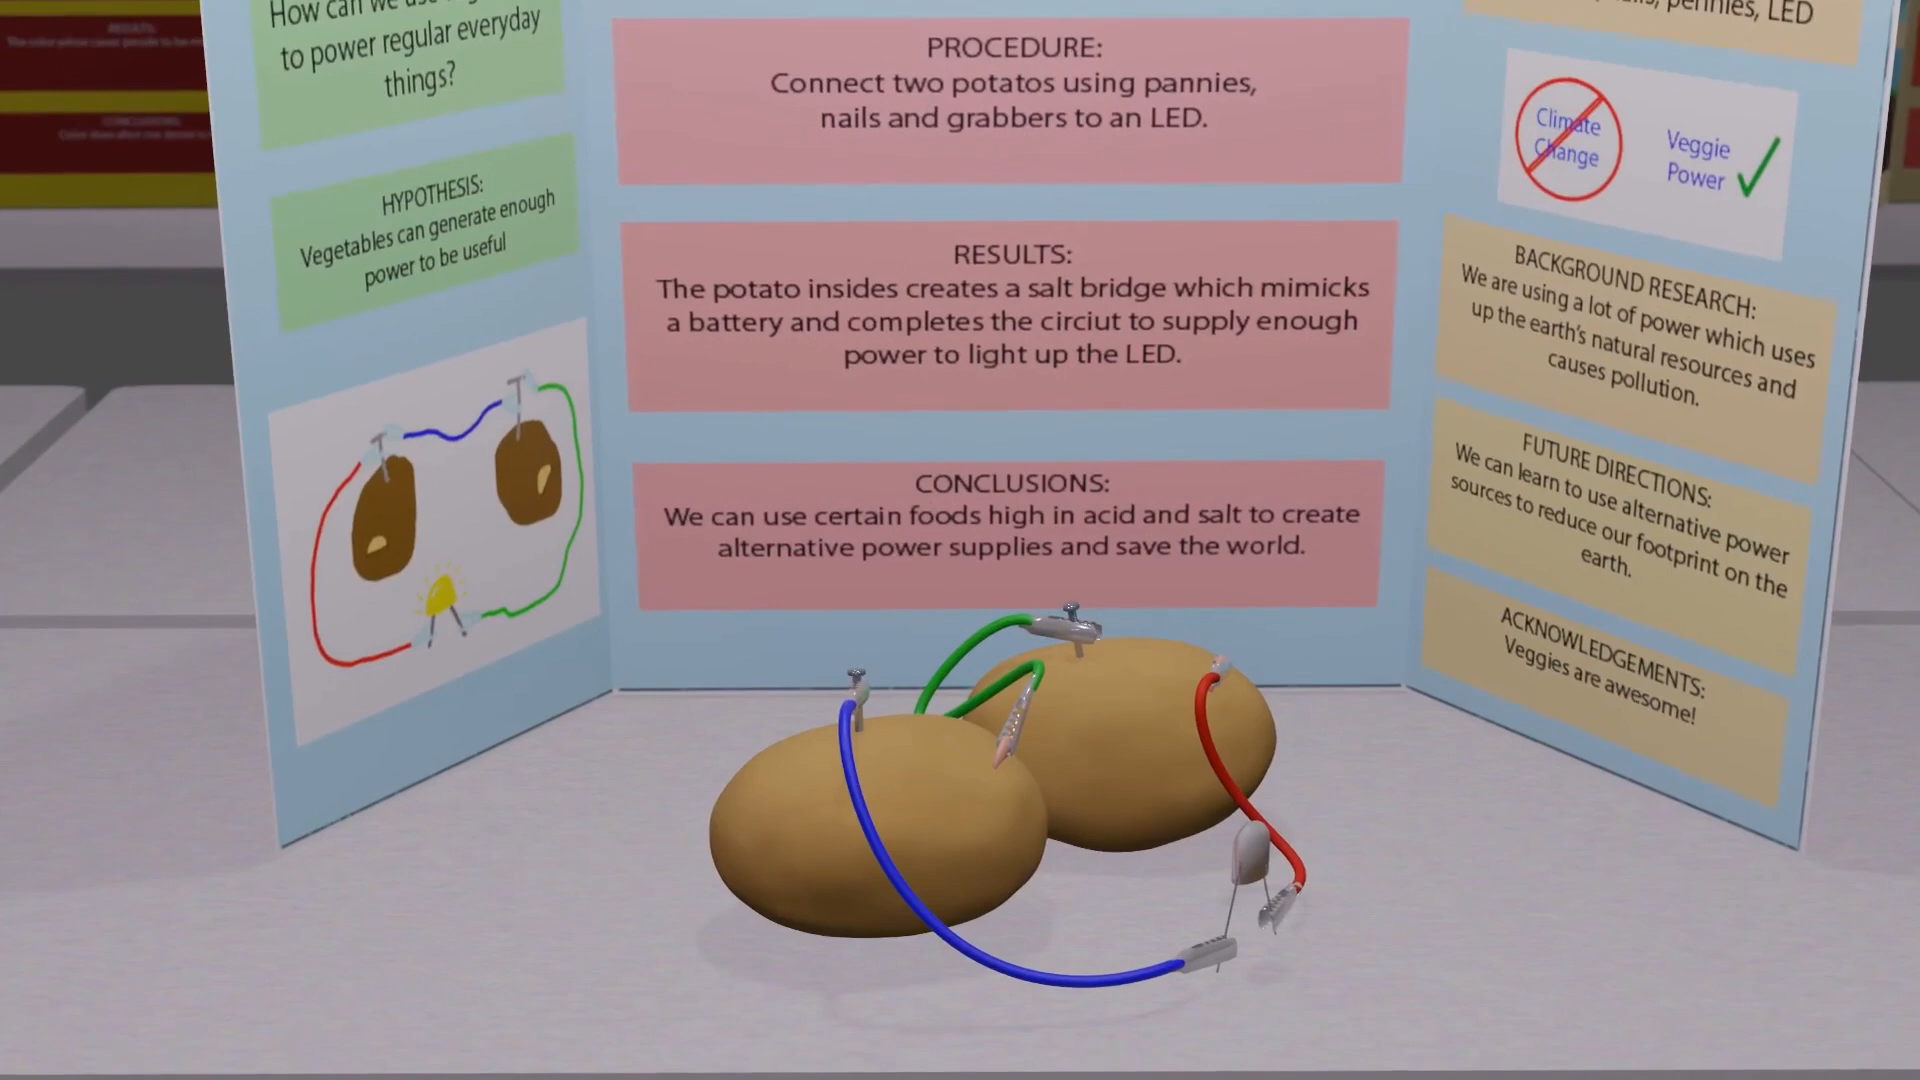 How can we use
to power regular everyday
things?
HYPOTHESIS:
Vegetables can generate enough
power to be useful
PROCEDURE:
Connect two potatos using pannies,
nails and grabbers to an LED.
RESULTS:
The potato insides creates a salt bridge which mimicks
a battery and completes the circiut to supply enough
power to light up the LED.
CONCLUSIONS:
We can use certain foods high in acid and salt to create
alternative power supplies and save the world.
pennies, LED
Climate
Change
Veggie
Power
BACKGROUND RESEARCH:
We are using a lot of power which uses
up the earth's natural resources and
causes pollution.
FUTURE DIRECTIONS:
We can learn to use alternative power
sources to reduce our footprint on the
earth.
ACKNOWLEDGEMENTS:
Veggies are awesome!